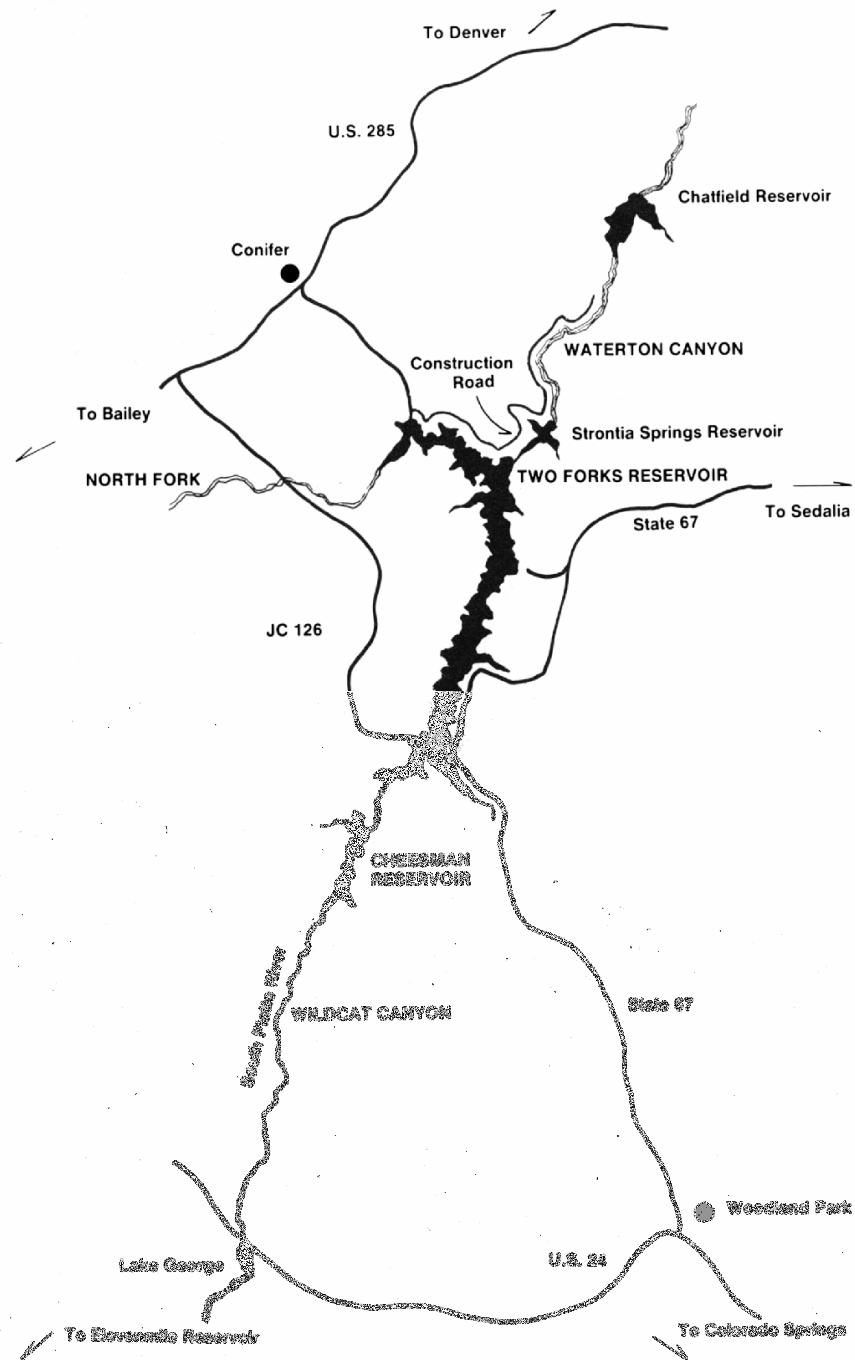 To Denver
U.S. 285
Chatfield Reservoir
Conifer
WATERTON CANYON
Construction
Road
To Bailey
Strontia Springs Reservoir
NORTH FORK
TWO FORKS RESERVOIR
To Sedalia
State 67
JC 126
CHEESMAN
RESERVOIR
South Platte River
WILDCAT CANYON
State 67
Woodland Park
Lake George
U.S. 24
To Elevenmile Reservoir
To Colorado Springs